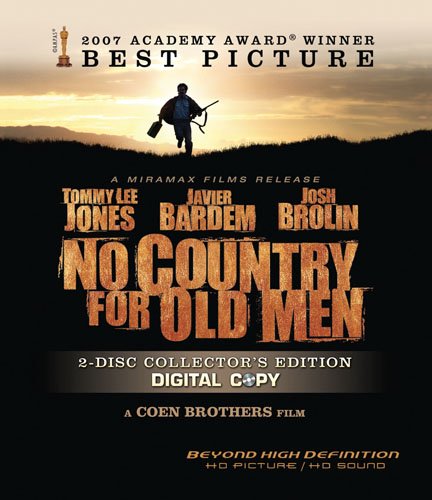 OSCAR®
2007 ACADEMY AWARD® WINNER
BEST PICTURE
A MIRAMAX FILMS RELEASE
TOMMY LEE JONES
JAVIER BARDEM
JOSH BROLIN
NO COUNTRY
FOR OLD MEN
2-DISC COLLECTOR'S EDITION
DIGITAL COPY
A COEN BROTHERS FILM
BEYOND HIGH DEFINITION
HD PICTURE / HD SOUND